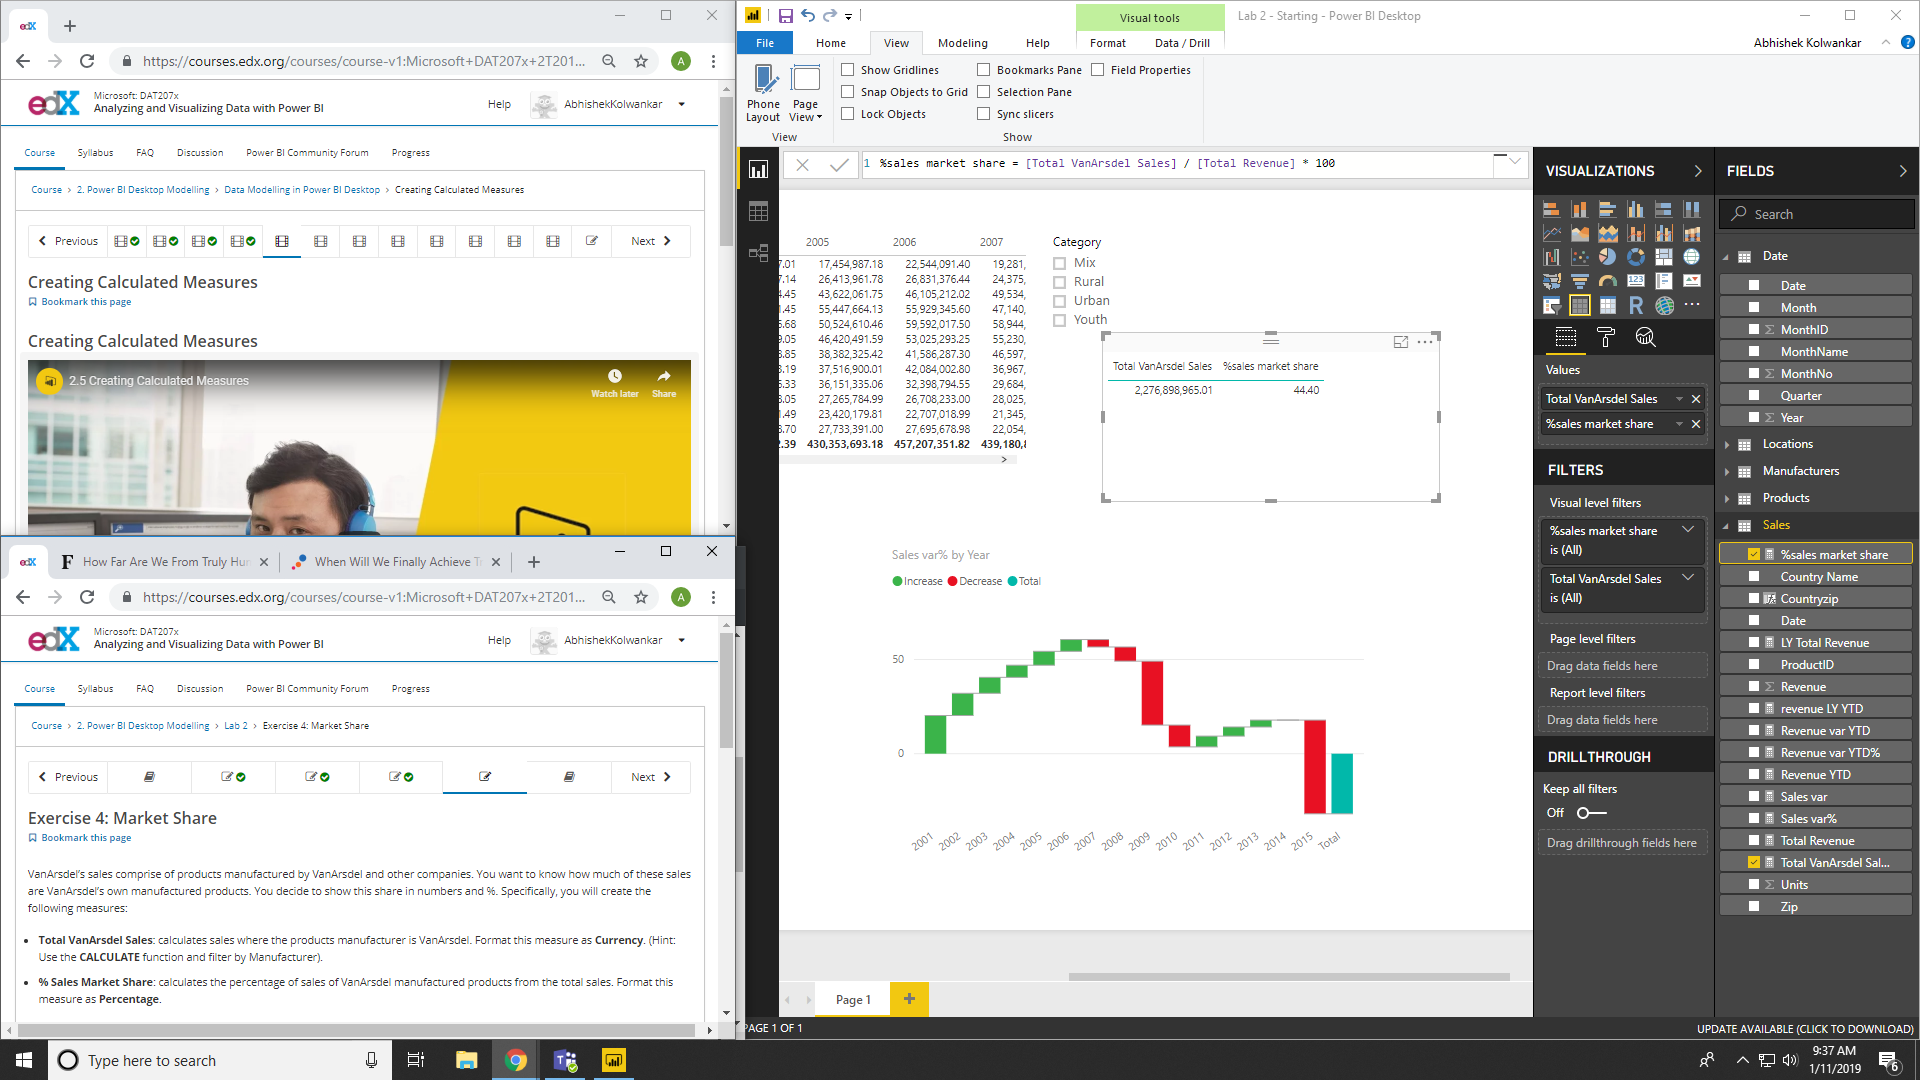 edX
https://courses.edx.org/courses/course-v1:Microsoft+DAT207x+2T201...
A
edX
Microsoft: DAT207x
Analyzing and Visualizing Data with Power BI
Help
AbhishekKolwankar
Course
Syllabus
FAQ
Discussion
Power BI Community Forum
Progress
Course › 2. Power BI Desktop Modelling › Data Modelling in Power BI Desktop › Creating Calculated Measures
Previous
Next
Creating Calculated Measures
Bookmark this page
Creating Calculated Measures
2.5 Creating Calculated Measures
Watch later
Share
edX
How Far Are We From Truly Hu
When Will We Finally Achieve T
https://courses.edx.org/courses/course-v1:Microsoft+DAT207x+2T201...
A
edX
Microsoft: DAT207x
Analyzing and Visualizing Data with Power BI
Help
AbhishekKolwankar
Course
Syllabus
FAQ
Discussion
Power BI Community Forum
Progress
Course › 2. Power BI Desktop Modelling › Lab 2 › Exercise 4: Market Share
Previous
Next
Exercise 4: Market Share
Bookmark this page
VanArsdel's sales comprise of products manufactured by VanArsdel and other companies. You want to know how much of these sales
are VanArsdel's own manufactured products. You decide to show this share in numbers and %. Specifically, you will create the
following measures:
• Total VanArsdel Sales: calculates sales where the products manufacturer is VanArsdel. Format this measure as Currency. (Hint:
Use the CALCULATE function and filter by Manufacturer).
• % Sales Market Share: calculates the percentage of sales of VanArsdel manufactured products from the total sales. Format this
measure as Percentage.
Visual tools
Lab 2 - Starting - Power BI Desktop
File
Home
View
Modeling
Help
Format
Data / Drill
Abhishek Kolwankar
Phone
Layout
Page
View
View
Show Gridlines
Snap Objects to Grid
Lock Objects
Bookmarks Pane
Selection Pane
Sync slicers
Field Properties
Show
1 %sales market share = [Total VanArsdel Sales] / [Total Revenue] * 100
2005 2006 2007
7.01 17,454,987.18 22,544,091.40 19,281,
7.14 26,413,961.78 26,831,376.44 24,375,
4.45 43,622,061.75 46,105,212.02 49,534,
1.45 55,447,664.13 55,929,345.60 47,140,
6.68 50,524,610.46 59,592,017.50 58,944,
9.05 46,420,491.59 53,025,293.25 55,230,
8.85 38,382,325.42 41,586,287.30 46,597,
3.19 37,516,900.01 42,084,002.80 36,967,
6.33 36,151,335.06 32,398,794.55 29,684,
8.05 27,265,784.99 26,708,233.00 28,025,
1.49 23,420,179.81 22,707,018.99 21,345,
8.70 27,733,391.00 27,695,678.98 22,054,
2.39 430,353,693.18 457,207,351.82 439,180,8
Category
Mix
Rural
Urban
Youth
Total VanArsdel Sales %sales market share
2,276,898,965.01 44.40
Sales var% by Year
Increase Decrease Total
50
0
2001 2002 2003 2004 2005 2006 2007 2008 2009 2010 2011 2012 2013 2014 2015 Total
Page 1
PAGE 1 OF 1
UPDATE AVAILABLE (CLICK TO DOWNLOAD)
VISUALIZATIONS
R
Values
Total VanArsdel Sales
%sales market share
FILTERS
Visual level filters
%sales market share
is (All)
Total VanArsdel Sales
is (All)
Page level filters
Drag data fields here
Report level filters
Drag data fields here
DRILLTHROUGH
Keep all filters
Off
Drag drillthrough fields here
FIELDS
Search
Date
Date
Month
MonthID
MonthName
MonthNo
Quarter
Year
Locations
Manufacturers
Products
Sales
%sales market share
Country Name
Countryzip
Date
LY Total Revenue
ProductID
Revenue
revenue LY YTD
Revenue var YTD
Revenue var YTD%
Revenue YTD
Sales var
Sales var%
Total Revenue
Total VanArsdel Sal...
Units
Zip
Type here to search
9:37 AM
1/11/2019
6